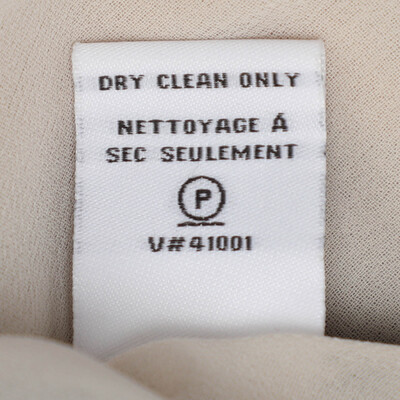 DRY CLEAN ONLY
NETTOYAGE Á
SEC SEULEMENT
P
V#41001